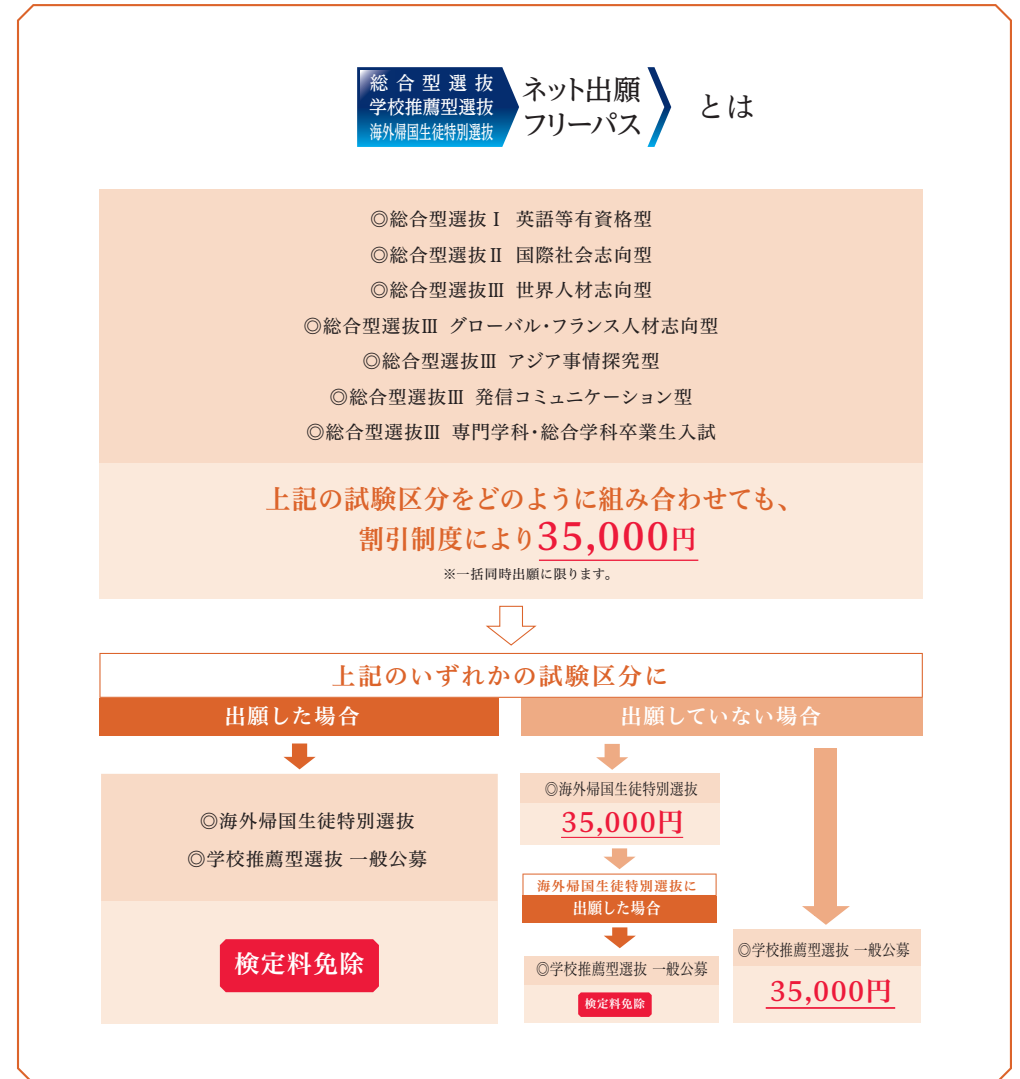 総合型選抜
学校推薦型選抜
海外帰国生徒特別選抜
ネット出願
フリーパス
とは
◎総合型選抜Ⅰ 英語等有資格型
◎総合型選抜Ⅱ 国際社会志向型
◎総合型選抜Ⅲ 世界人材志向型
◎総合型選抜Ⅲ グローバル・フランス人材志向型
◎総合型選抜Ⅲ アジア事情探究型
◎総合型選抜Ⅲ 発信コミュニケーション型
◎総合型選抜Ⅲ 専門学科・総合学科卒業生入試
上記の試験区分をどのように組み合わせても、
割引制度により35,000円
※一括同時出願に限ります。
上記のいずれかの試験区分に
出願した場合
◎海外帰国生徒特別選抜
◎学校推薦型選抜 一般公募
検定料免除
出願していない場合
◎海外帰国生徒特別選抜
35,000円
海外帰国生徒特別選抜に
出願した場合
◎学校推薦型選抜 一般公募
検定料免除
◎学校推薦型選抜 一般公募
35,000円